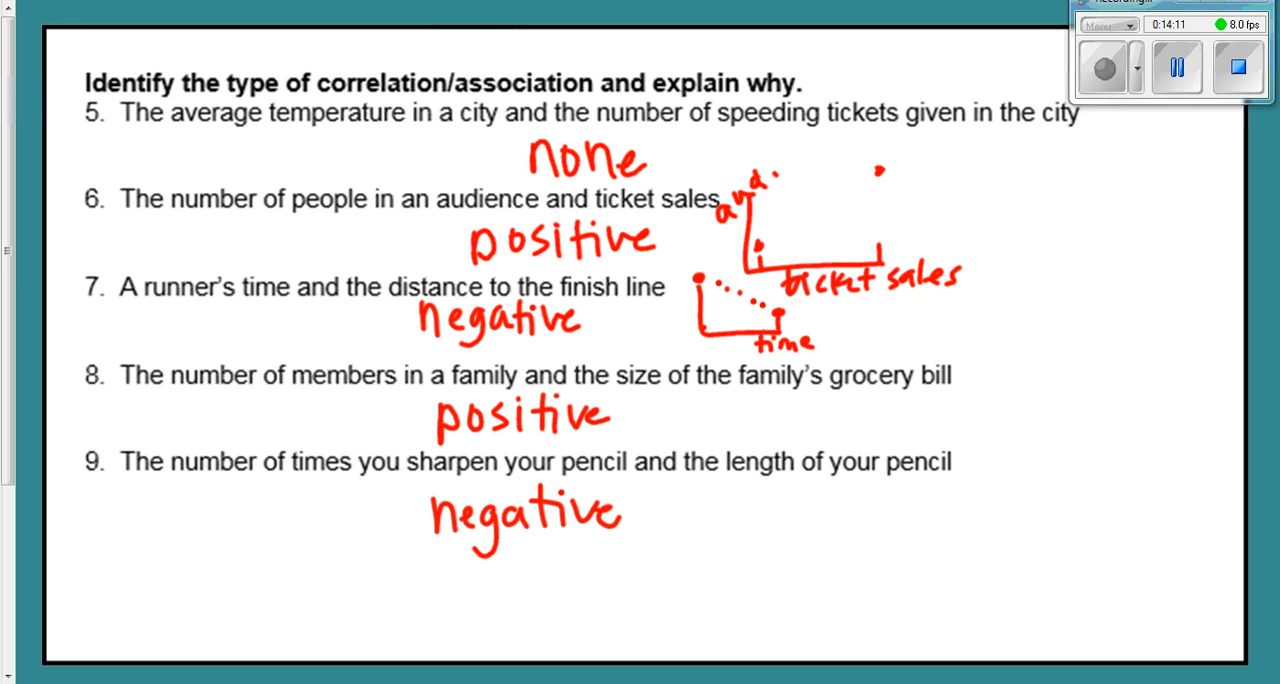 Menu
0:14:11
8.0 fps
Identify the type of correlation/association and explain why.
5. The average temperature in a city and the number of speeding tickets given in the city
none
6. The number of people in an audience and ticket sales
aud.
positive
ticket sales
7. A runner's time and the distance to the finish line
negative
time
8. The number of members in a family and the size of the family's grocery bill
positive
9. The number of times you sharpen your pencil and the length of your pencil
negative